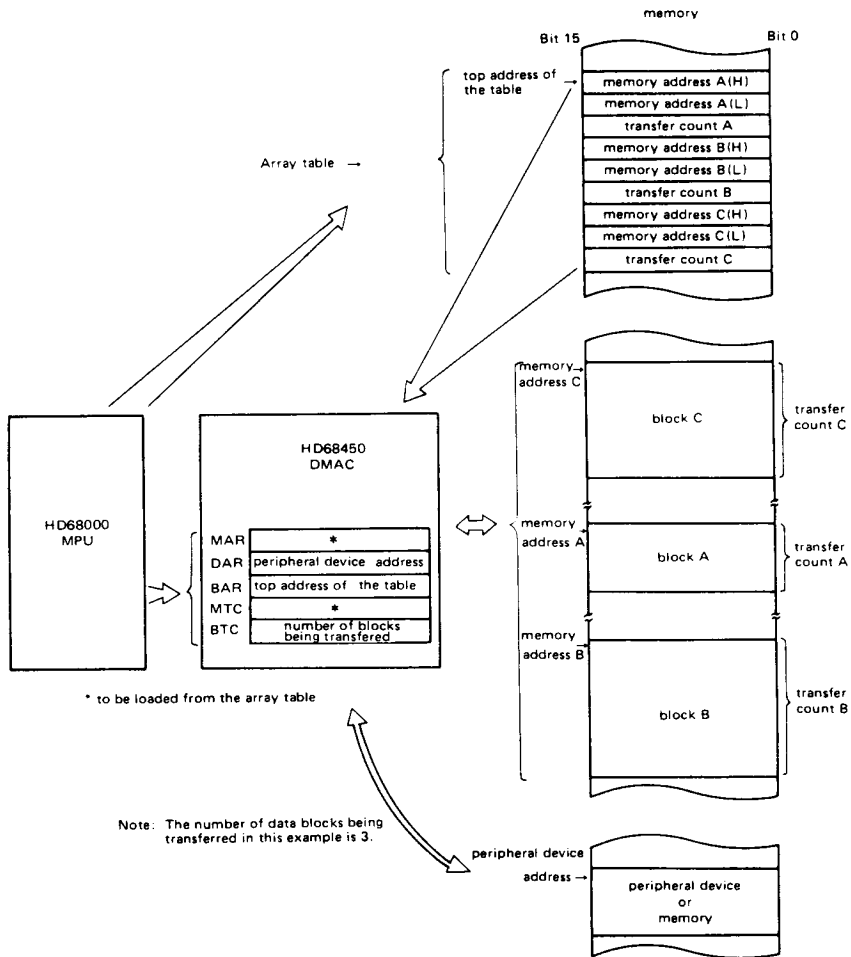 memory
Bit 15
Bit 0
top address of
the table →
memory address A(H)
memory address A(L)
transfer count A
memory address B(H)
memory address B(L)
transfer count B
memory address C(H)
memory address C(L)
transfer count C
Array table →
memory →
address C
block C
transfer
count C
HD68000
MPU
HD68450
DMAC
MAR
*
DAR
peripheral device address
BAR
top address of the table
MTC
*
BTC
number of blocks
being transfered
memory →
address A
block A
transfer
count A
memory →
address B
block B
transfer
count B
* to be loaded from the array table
Note: The number of data blocks being
transferred in this example is 3.
peripheral device
address →
peripheral device
or
memory